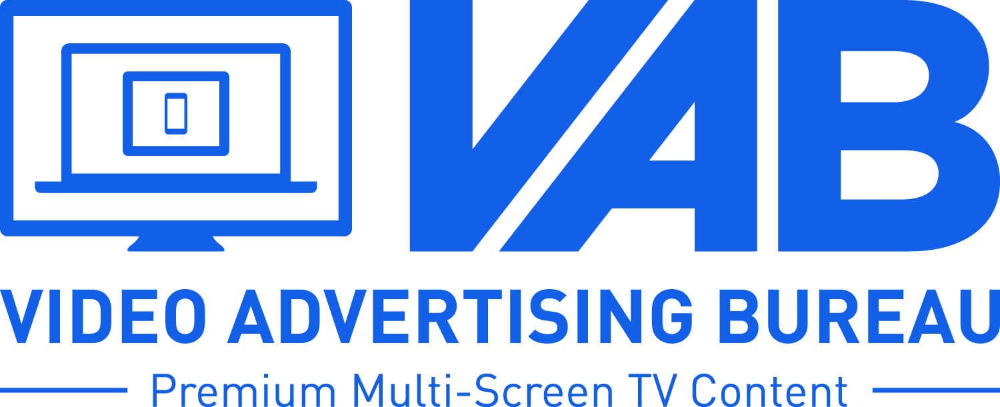 VAB
VIDEO ADVERTISING BUREAU
Premium Multi-Screen TV Content